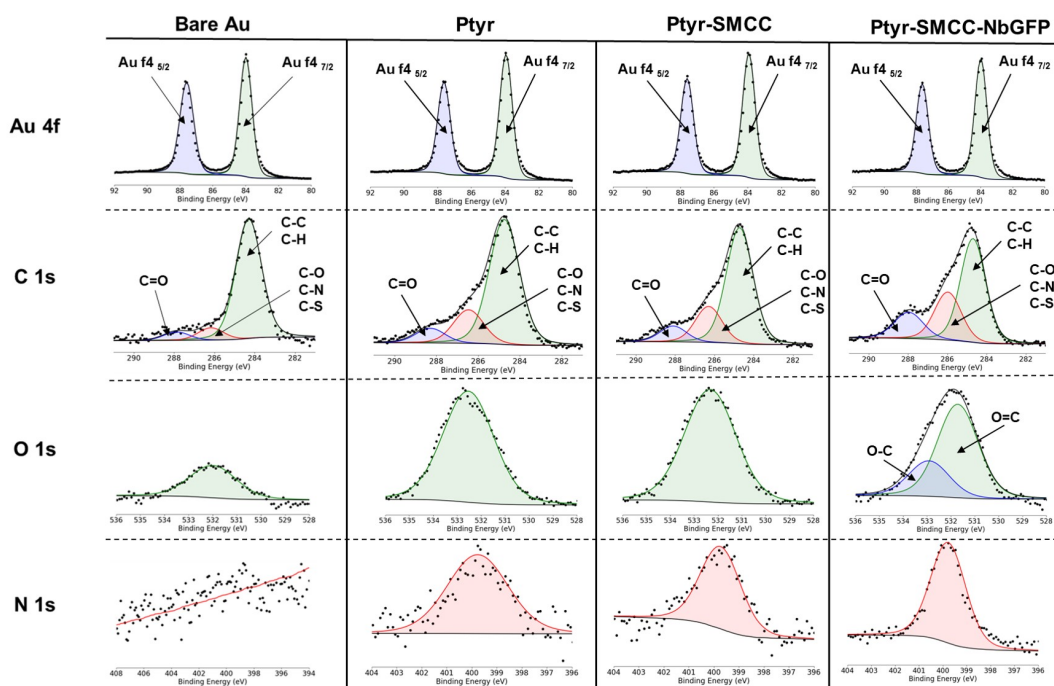 Bare Au
Ptyr
Ptyr-SMCC
Ptyr-SMCC-NbGFP
Au 4f
Au f4 5/2
Au f4 7/2
92 90 88 86 84 82 80
Binding Energy (eV)
Au f4 5/2
Au f4 7/2
92 90 88 86 84 82 80
Binding Energy (eV)
Au f4 5/2
Au f4 7/2
92 90 88 86 84 82 80
Binding Energy (eV)
Au f4 5/2
Au f4 7/2
92 90 88 86 84 82 80
Binding Energy (eV)
C 1s
C=O
C-C
C-H
C-O
C-N
C-S
290 288 286 284 282
Binding Energy (eV)
C=O
C-C
C-H
C-O
C-N
C-S
290 288 286 284 282
Binding Energy (eV)
C=O
C-C
C-H
C-O
C-N
C-S
290 288 286 284 282
Binding Energy (eV)
C=O
C-C
C-H
C-O
C-N
C-S
290 288 286 284 282
Binding Energy (eV)
O 1s
536 535 534 533 532 531 530 529 528
Binding Energy (eV)
536 535 534 533 532 531 530 529 528
Binding Energy (eV)
536 535 534 533 532 531 530 529 528
Binding Energy (eV)
O-C
O=C
536 535 534 533 532 531 530 529 528
Binding Energy (eV)
N 1s
408 406 404 402 400 398 396 394
Binding Energy (eV)
404 403 402 401 400 399 398 397 396
Binding Energy (eV)
404 403 402 401 400 399 398 397 396
Binding Energy (eV)
404 403 402 401 400 399 398 397 396
Binding Energy (eV)